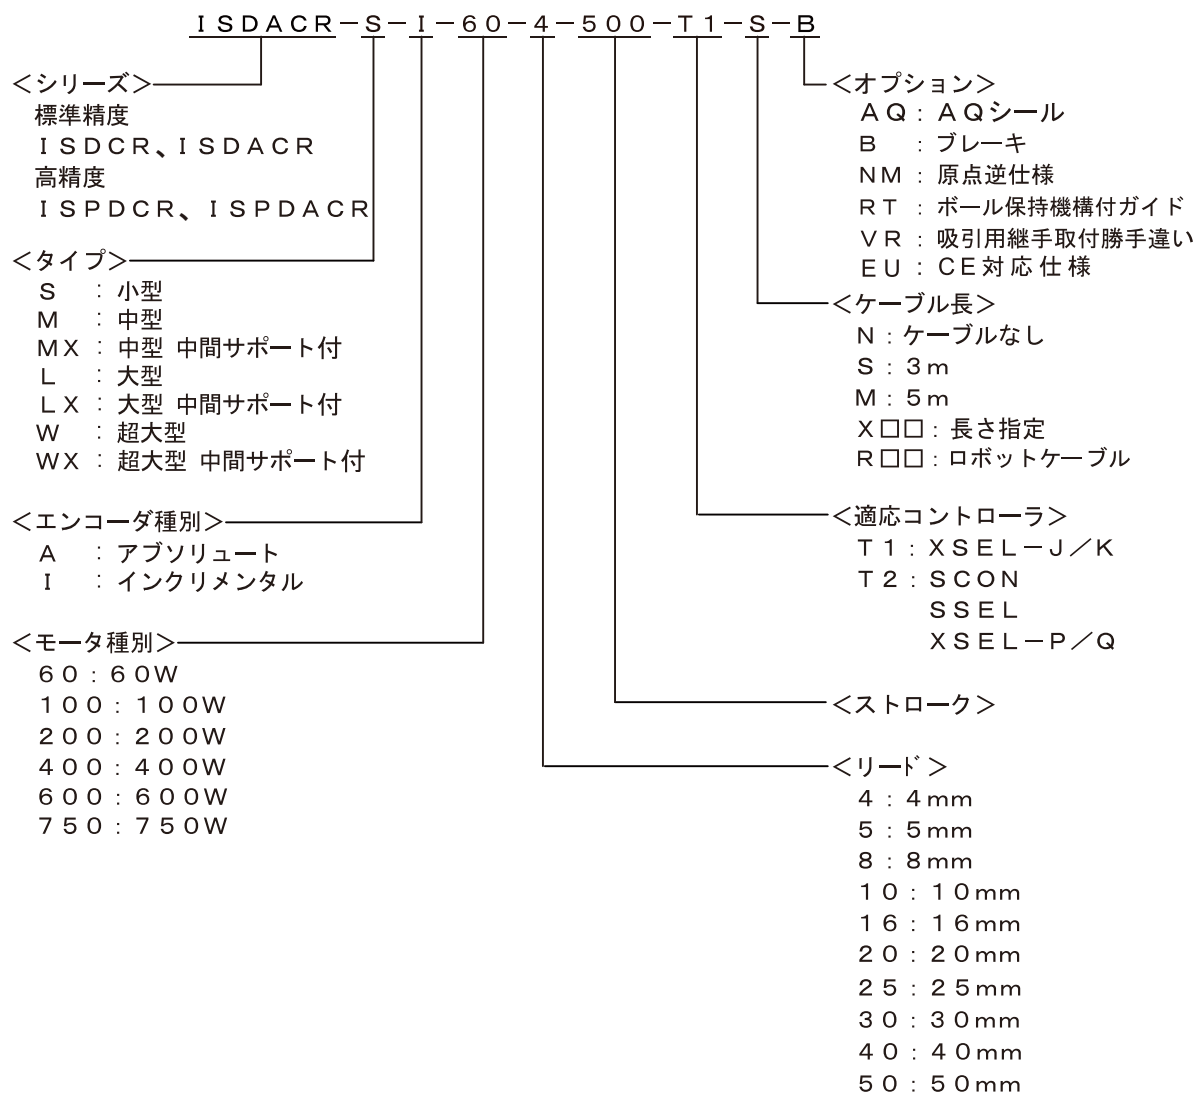 ISDACR-S-I-60-4-500-T1-S-B
<シリーズ>
標準精度
ISDCR、ISDACR
高精度
ISPDCR、ISPDACR
<タイプ>
S : 小型
M : 中型
MX : 中型 中間サポート付
L : 大型
LX : 大型 中間サポート付
W : 超大型
WX : 超大型 中間サポート付
<エンコーダ種別>
A : アブソリュート
I : インクリメンタル
<モータ種別>
60:60W
100:100W
200:200W
400:400W
600:600W
750:750W
<オプション>
AQ:AQシール
B :ブレーキ
NM:原点逆仕様
RT:ボール保持機構付ガイド
VR:吸引用継手取付勝手違い
EU:CE対応仕様
<ケーブル長>
N:ケーブルなし
S:3m
M:5m
X□□:長さ指定
R□□:ロボットケーブル
<適応コントローラ>
T1:XSEL-J/K
T2:SCON
SSEL
XSEL-P/Q
<ストローク>
<リード>
4:4mm
5:5mm
8:8mm
10:10mm
16:16mm
20:20mm
25:25mm
30:30mm
40:40mm
50:50mm